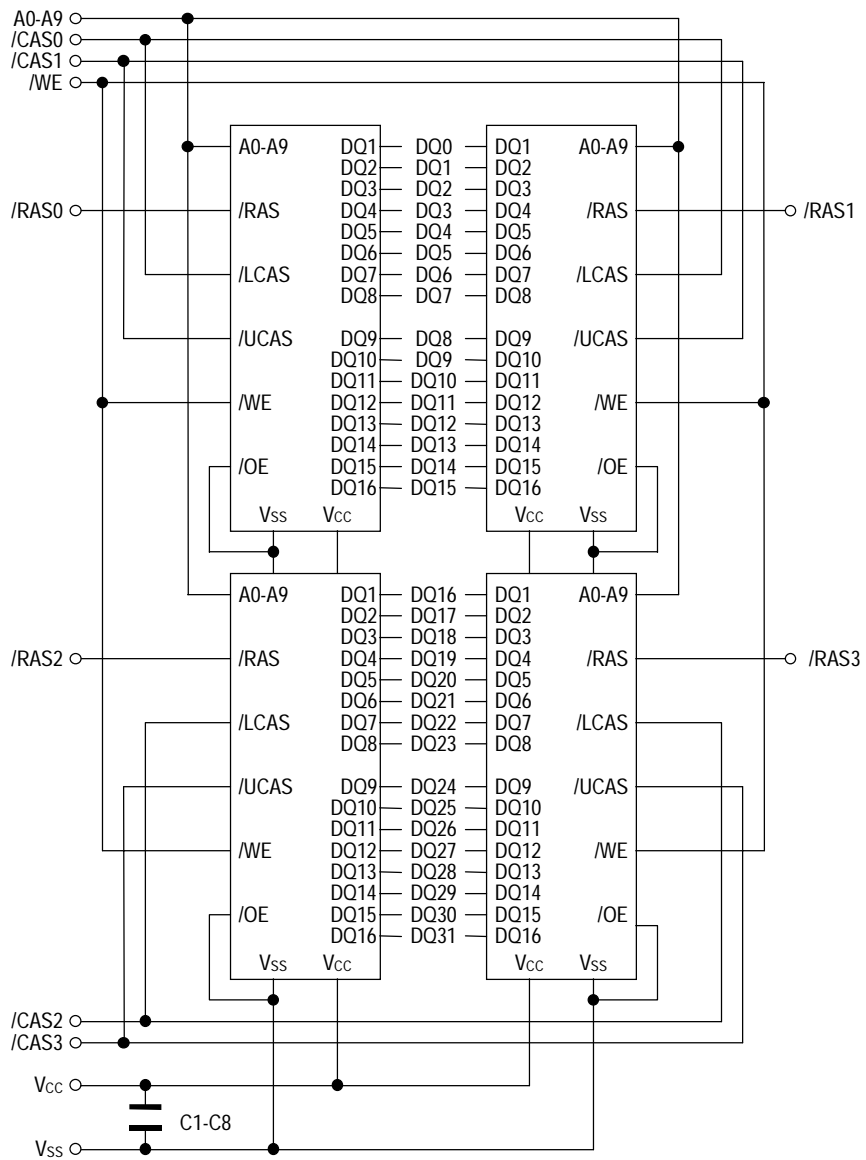 A0-A9
/CAS0
/CAS1
/WE
A0-A9 DQ1 DQ0 DQ1 A0-A9
DQ2 DQ1 DQ2
DQ3 DQ2 DQ3
/RAS0 /RAS DQ4 DQ3 DQ4 /RAS /RAS1
DQ5 DQ4 DQ5
DQ6 DQ5 DQ6
/LCAS DQ7 DQ6 DQ7 /LCAS
DQ8 DQ7 DQ8
/UCAS DQ9 DQ8 DQ9 /UCAS
DQ10 DQ9 DQ10
DQ11 DQ10 DQ11
/WE DQ12 DQ11 DQ12 /WE
DQ13 DQ12 DQ13
DQ14 DQ13 DQ14
/OE DQ15 DQ14 DQ15 /OE
DQ16 DQ15 DQ16
Vss Vcc Vcc Vss
A0-A9 DQ1 DQ16 DQ1 A0-A9
DQ2 DQ17 DQ2
DQ3 DQ18 DQ3
/RAS2 /RAS DQ4 DQ19 DQ4 /RAS /RAS3
DQ5 DQ20 DQ5
DQ6 DQ21 DQ6
/LCAS DQ7 DQ22 DQ7 /LCAS
DQ8 DQ23 DQ8
/UCAS DQ9 DQ24 DQ9 /UCAS
DQ10 DQ25 DQ10
DQ11 DQ26 DQ11
/WE DQ12 DQ27 DQ12 /WE
DQ13 DQ28 DQ13
DQ14 DQ29 DQ14
/OE DQ15 DQ30 DQ15 /OE
DQ16 DQ31 DQ16
Vss Vcc Vcc Vss
/CAS2
/CAS3
Vcc
C1-C8
Vss